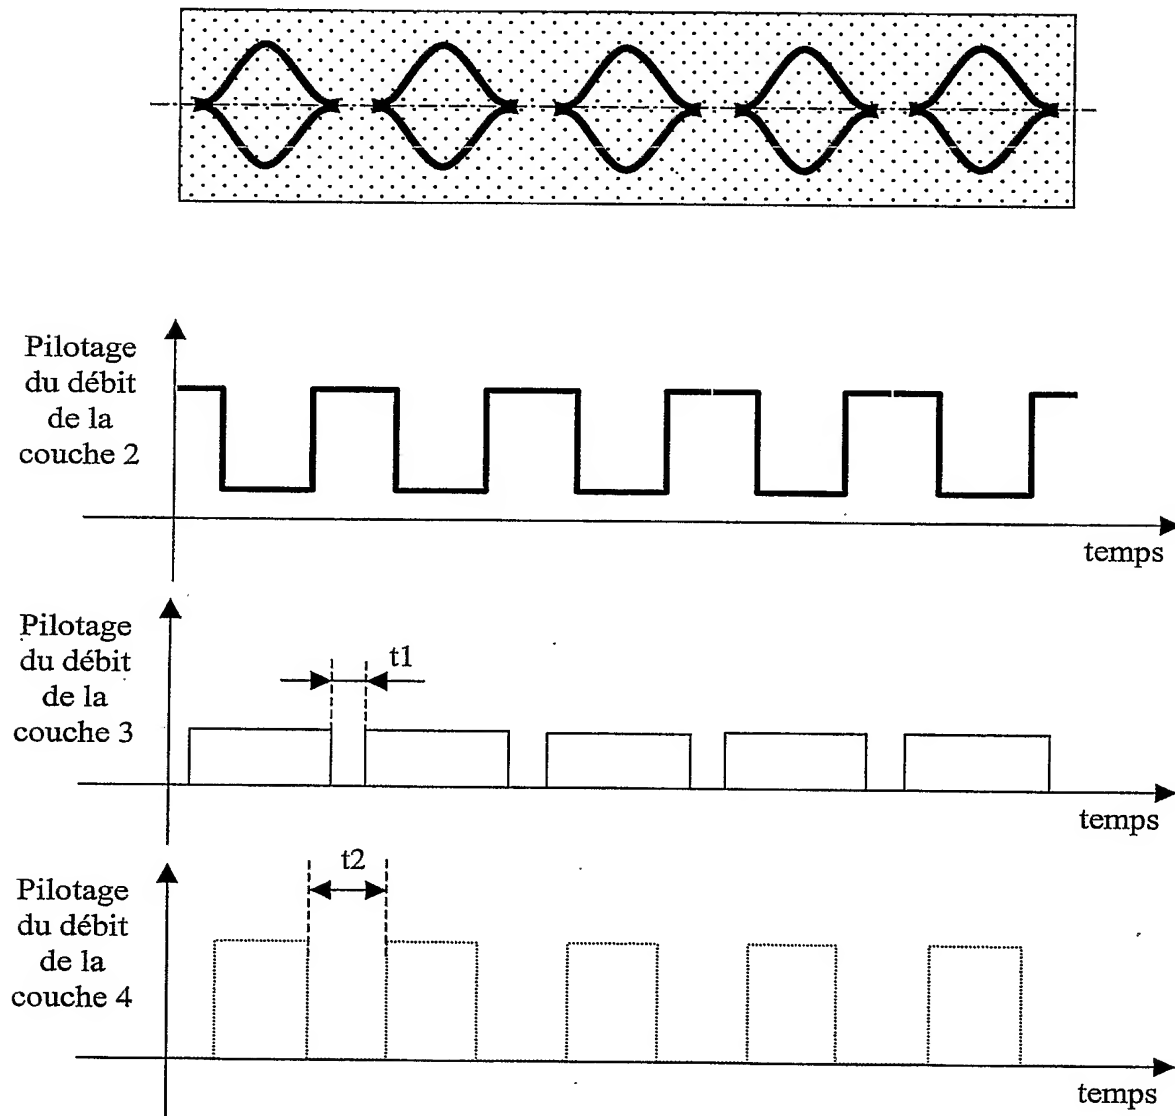 Pilotage
du débit
de la
couche 2
temps
Pilotage
du débit
de la
couche 3
t1
temps
t2
Pilotage
du débit
de la
couche 4
temps